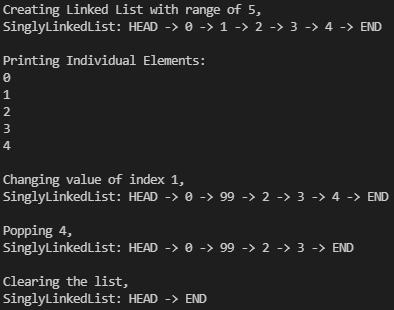 Creating Linked List with range of 5,
SinglyLinkedList: HEAD -> 0 -> 1 -> 2 -> 3 -> 4 -> END
Printing Individual Elements:
0
1
2
3
4
Changing value of index 1,
SinglyLinkedList: HEAD -> 0 -> 99 -> 2 -> 3 -> 4 -> END
Popping 4,
SinglyLinkedList: HEAD -> 0 -> 99 -> 2 -> 3 -> END
Clearing the list,
SinglyLinkedList: HEAD -> END